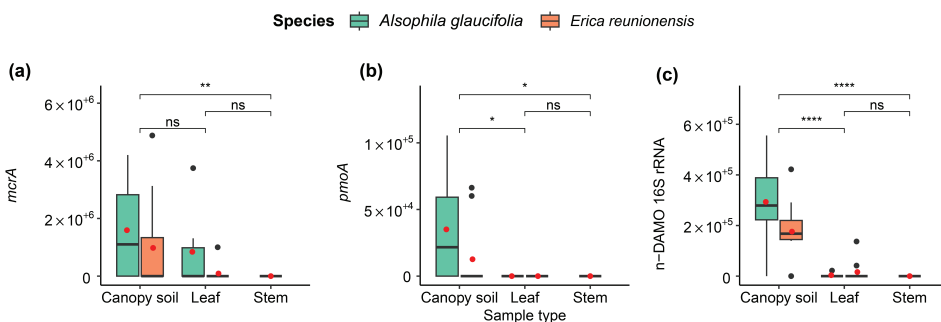 Species Alsophila glaucifolia Erica reunionensis
(a)
mcrA
6 × 10+6
4 × 10+6
2 × 10+6
0
**
ns
ns
Canopy soil Leaf Stem
(b)
pmoA
1 × 10+5
5 × 10+4
0
*
ns
*
Canopy soil Leaf Stem
Sample type
(c)
n−DAMO 16S rRNA
6 × 10+5
4 × 10+5
2 × 10+5
0
****
ns
****
Canopy soil Leaf Stem